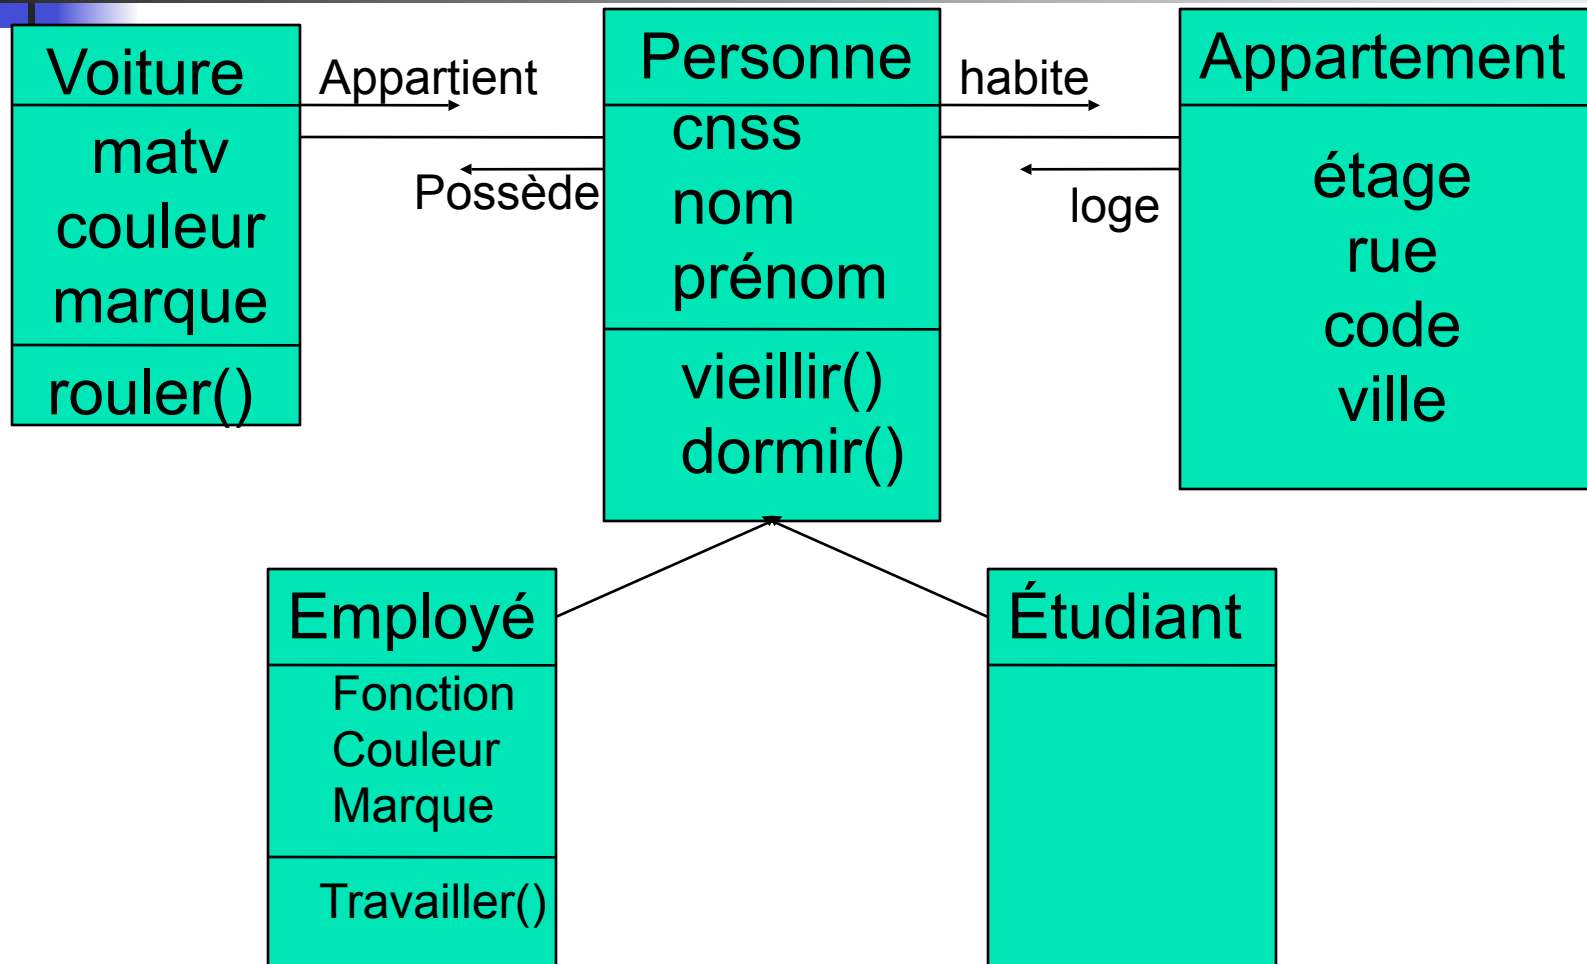 Voiture
matv
couleur
marque
rouler()
Appartient
Possède
Personne
cnss
nom
prénom
vieillir()
dormir()
habite
loge
Appartement
étage
rue
code
ville
Employé
Fonction
Couleur
Marque
Travailler()
Étudiant